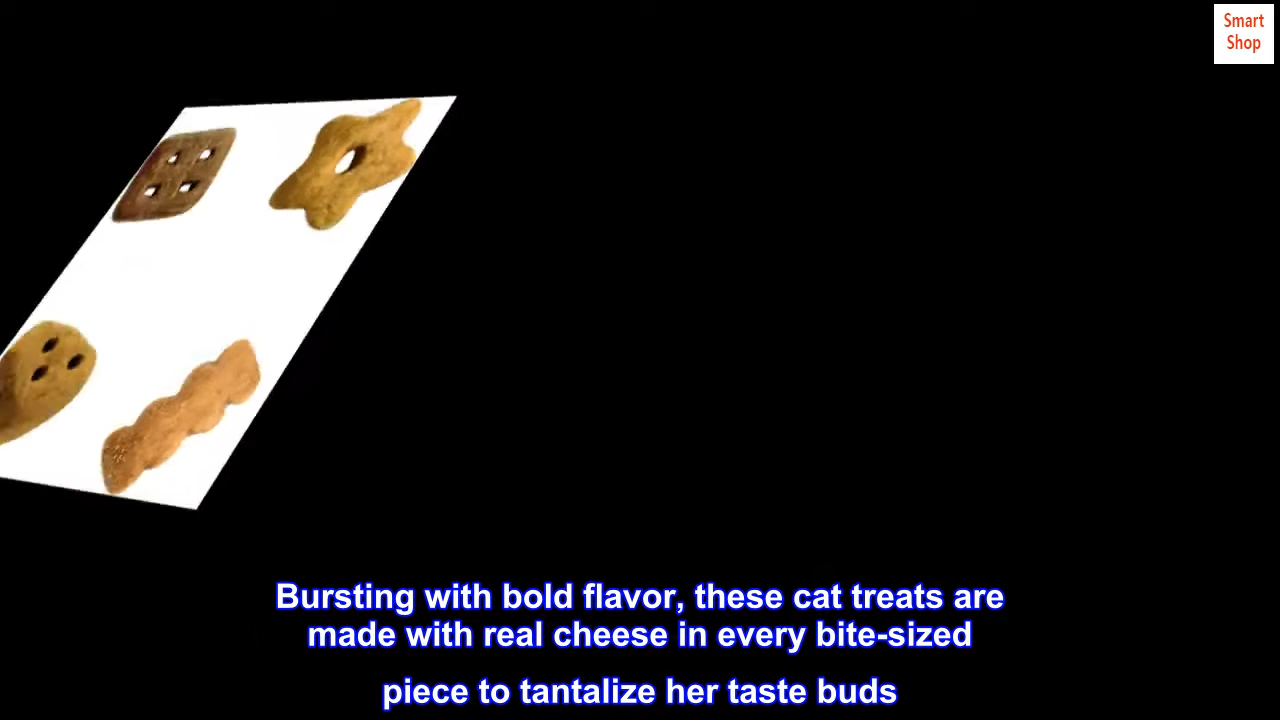 Smart
Shop
Bursting with bold flavor, these cat treats are
made with real cheese in every bite-sized
piece to tantalize her taste buds